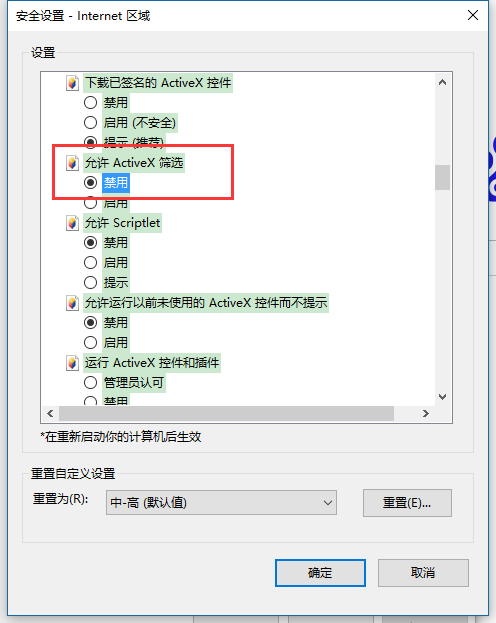 安全设置 - Internet 区域
设置
下载已签名的 ActiveX 控件
禁用
启用 (不安全)
提示 (推荐)
允许 ActiveX 筛选
禁用
启用
允许 Scriptlet
禁用
启用
提示
允许运行以前未使用的 ActiveX 控件而不提示
禁用
启用
运行 ActiveX 控件和插件
管理员认可
禁用
*在重新启动你的计算机后生效
重置自定义设置
重置为(R):
中-高 (默认值)
重置(E)...
确定
取消